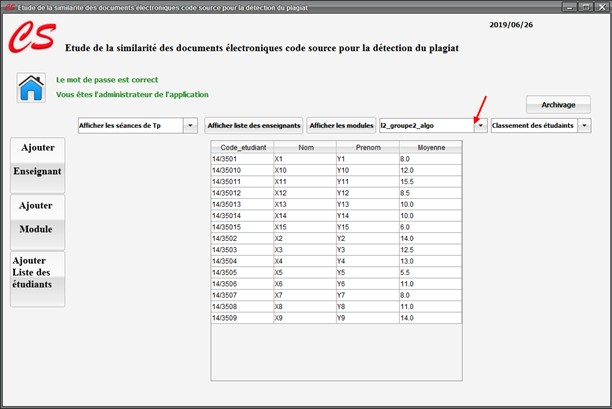 CS Etude de la similarité des documents électroniques code source pour la détection du plagiat
2019/06/26
CS
Etude de la similarité des documents électroniques code source pour la détection du plagiat
Le mot de passe est correct
Vous êtes l'administrateur de l'application
Archivage
Afficher les séances de Tp Afficher liste des enseignants Afficher les modules l2_groupe2_algo Classement des étudaints
Ajouter
Enseignant
Ajouter
Module
Ajouter
Liste des
étudiants
Code_etudiant Nom Prenom Moyenne
14/3501 X1 Y1 8.0
14/35010 X10 Y10 12.0
14/35011 X11 Y11 15.5
14/35012 X12 Y12 8.5
14/35013 X13 Y13 10.0
14/35014 X14 Y14 10.0
14/35015 X15 Y15 6.0
14/3502 X2 Y2 14.0
14/3503 X3 Y3 12.5
14/3504 X4 Y4 13.0
14/3505 X5 Y5 5.5
14/3506 X6 Y6 11.0
14/3507 X7 Y7 8.0
14/3508 X8 Y8 11.0
14/3509 X9 Y9 14.0